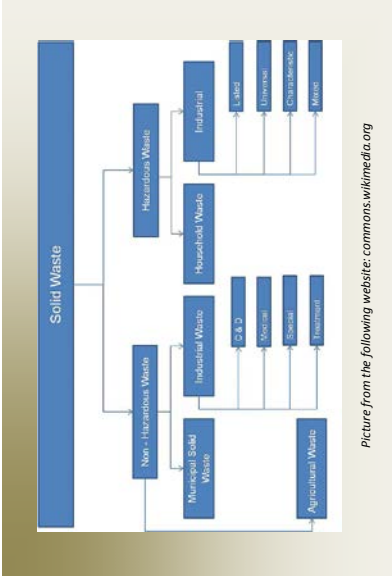 Solid Waste
Non - Hazardous Waste
Hazardous Waste
Municipal Solid
Waste
Industrial Waste
Household Waste
Industrial
Agricultural Waste
C & D
Medical
Special
Treatment
Listed
Universal
Characteristic
Mixed
Picture from the following website: commons.wikimedia.org